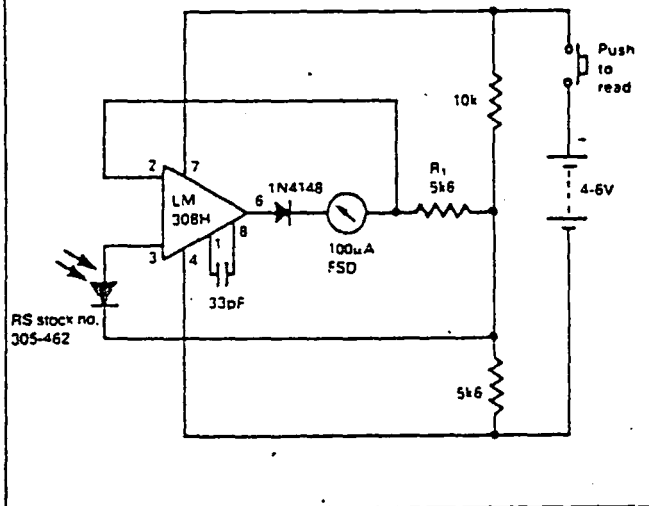 Push
to
read
10k
2
7
R1
5k6
1N4148
LM
308H
6
4-6V
1
8
100μA
FSD
3
4
33pF
RS stock no.
305-462
5k6